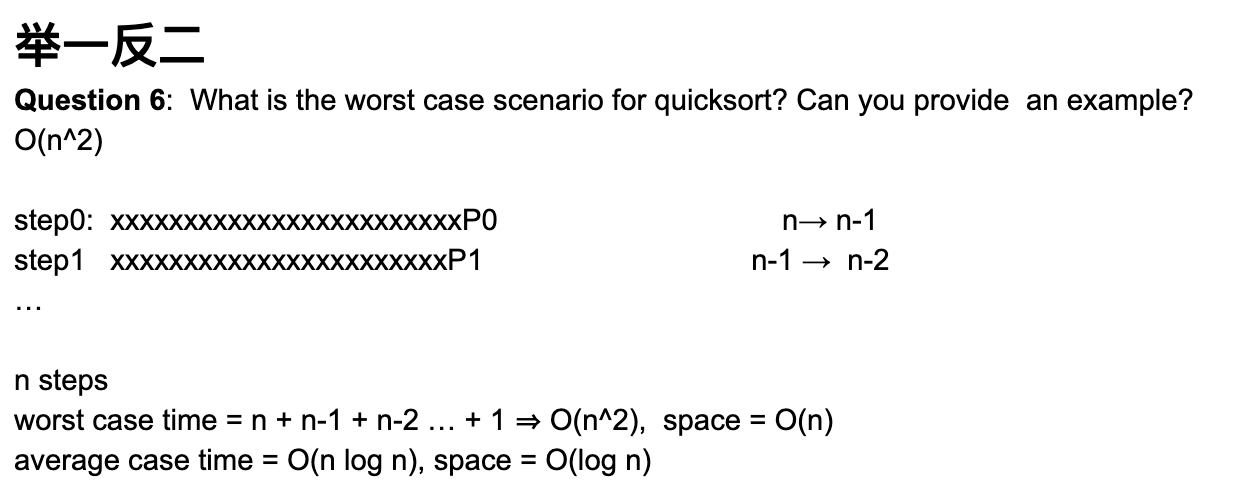 举一反二
Question 6:  What is the worst case scenario for quicksort? Can you provide  an example?
O(n^2)
step0:  xxxxxxxxxxxxxxxxxxxxxxxxP0 n→ n-1
step1   xxxxxxxxxxxxxxxxxxxxxxxP1 n-1 →  n-2
…
n steps
worst case time = n + n-1 + n-2 … + 1 ⇒ O(n^2),  space = O(n)
average case time = O(n log n), space = O(log n)